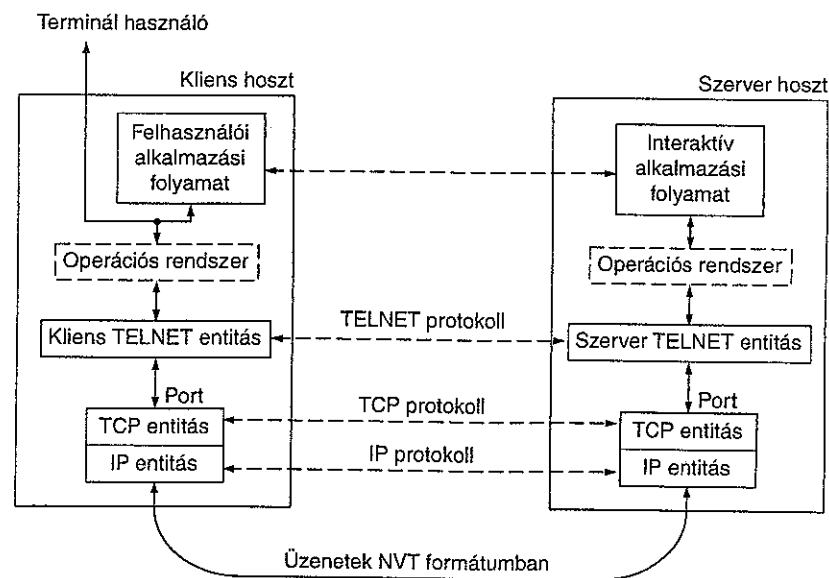 Terminál használó
Kliens hoszt
Szerver hoszt
Felhasználói
alkalmazási
folyamat
Interaktív
alkalmazási
folyamat
Operációs rendszer
Operációs rendszer
TELNET protokoll
Kliens TELNET entitás
Szerver TELNET entitás
Port
TCP protokoll
Port
TCP entitás
TCP entitás
IP protokoll
IP entitás
IP entitás
Üzenetek NVT formátumban